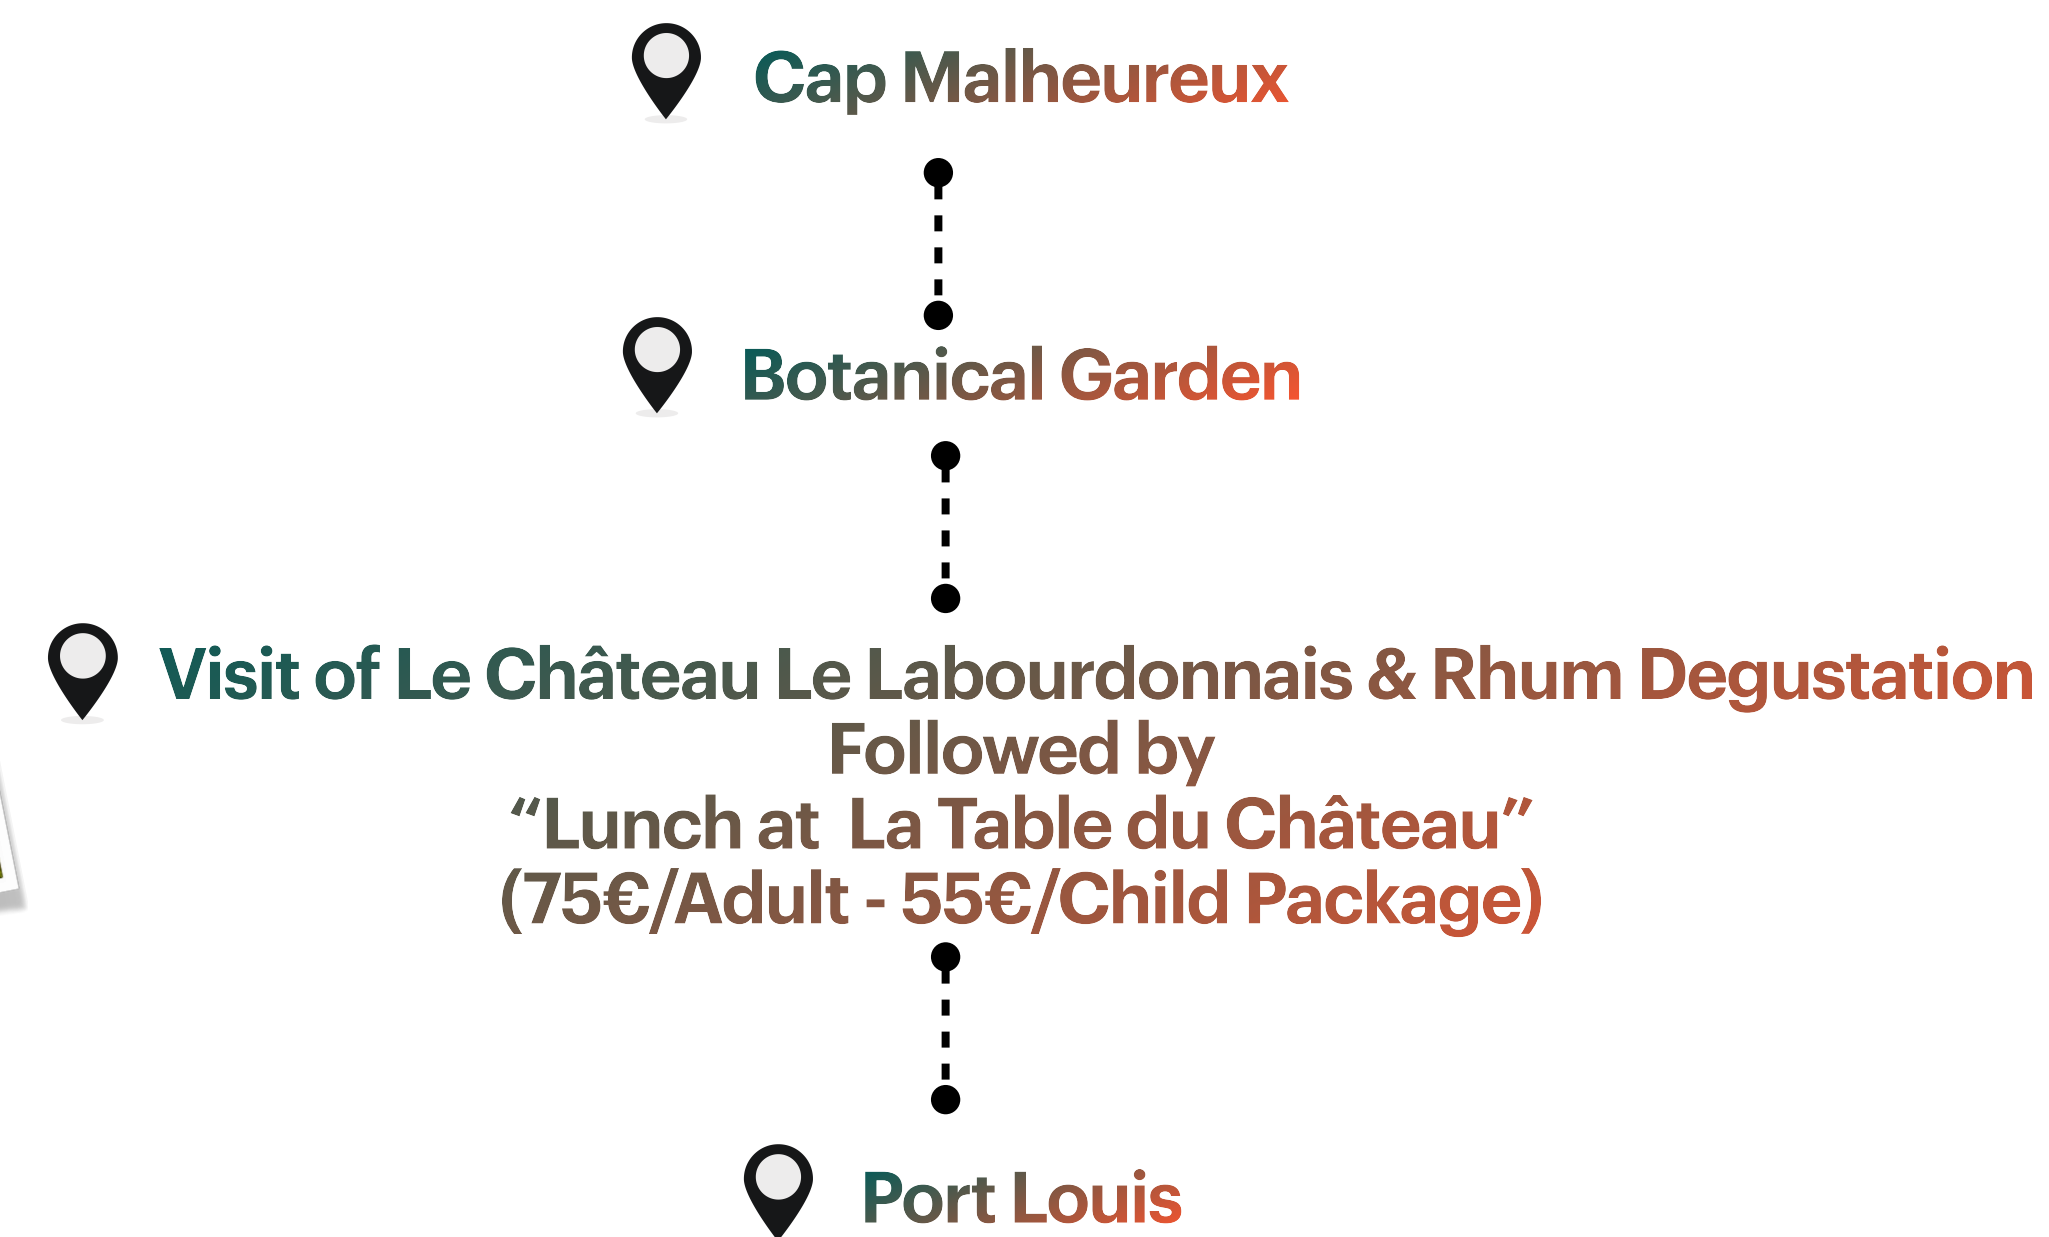 Cap Malheureux
Botanical Garden
Visit of Le Château Le Labourdonnais & Rhum Degustation
Followed by
“Lunch at  La Table du Château”
(75€/Adult - 55€/Child Package)
Port Louis